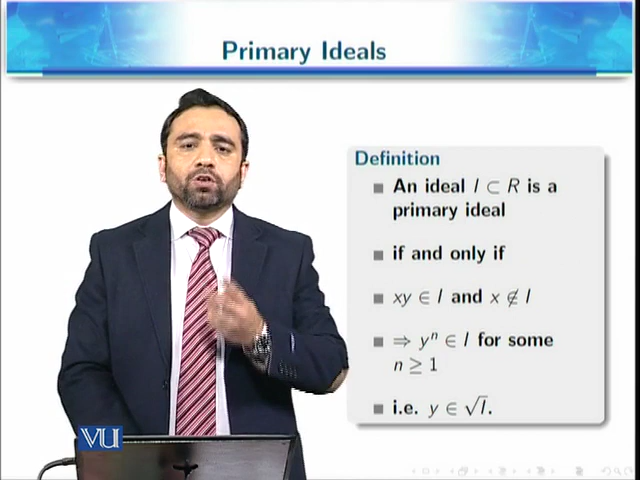 Primary Ideals
Definition
An ideal I ⊂ R is a
primary ideal
if and only if
xy ∈ I and x ∉ I
⇒ yⁿ ∈ I for some
n ≥ 1
i.e. y ∈ √I.
VU